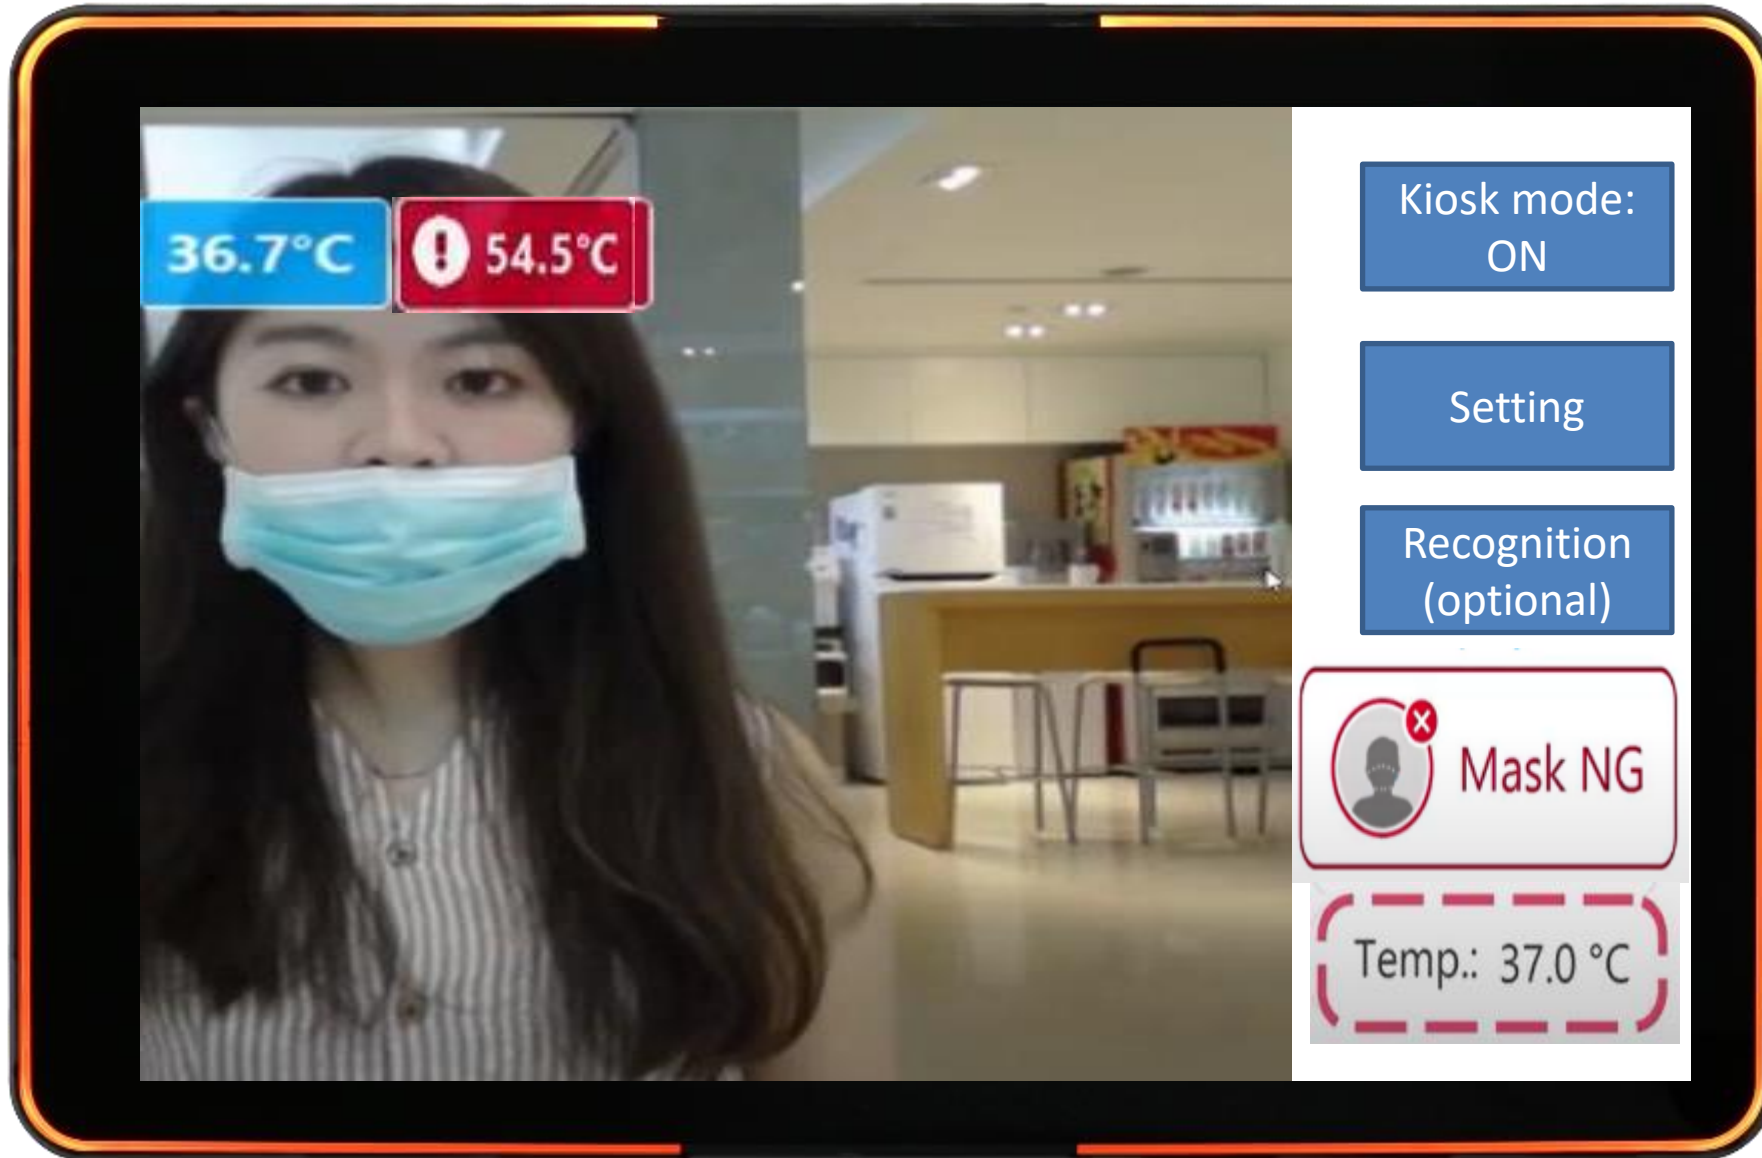 36.7°C
54.5°C
Kiosk mode:
ON
Setting
Recognition
(optional)
Mask NG
Temp.: 37.0 °C